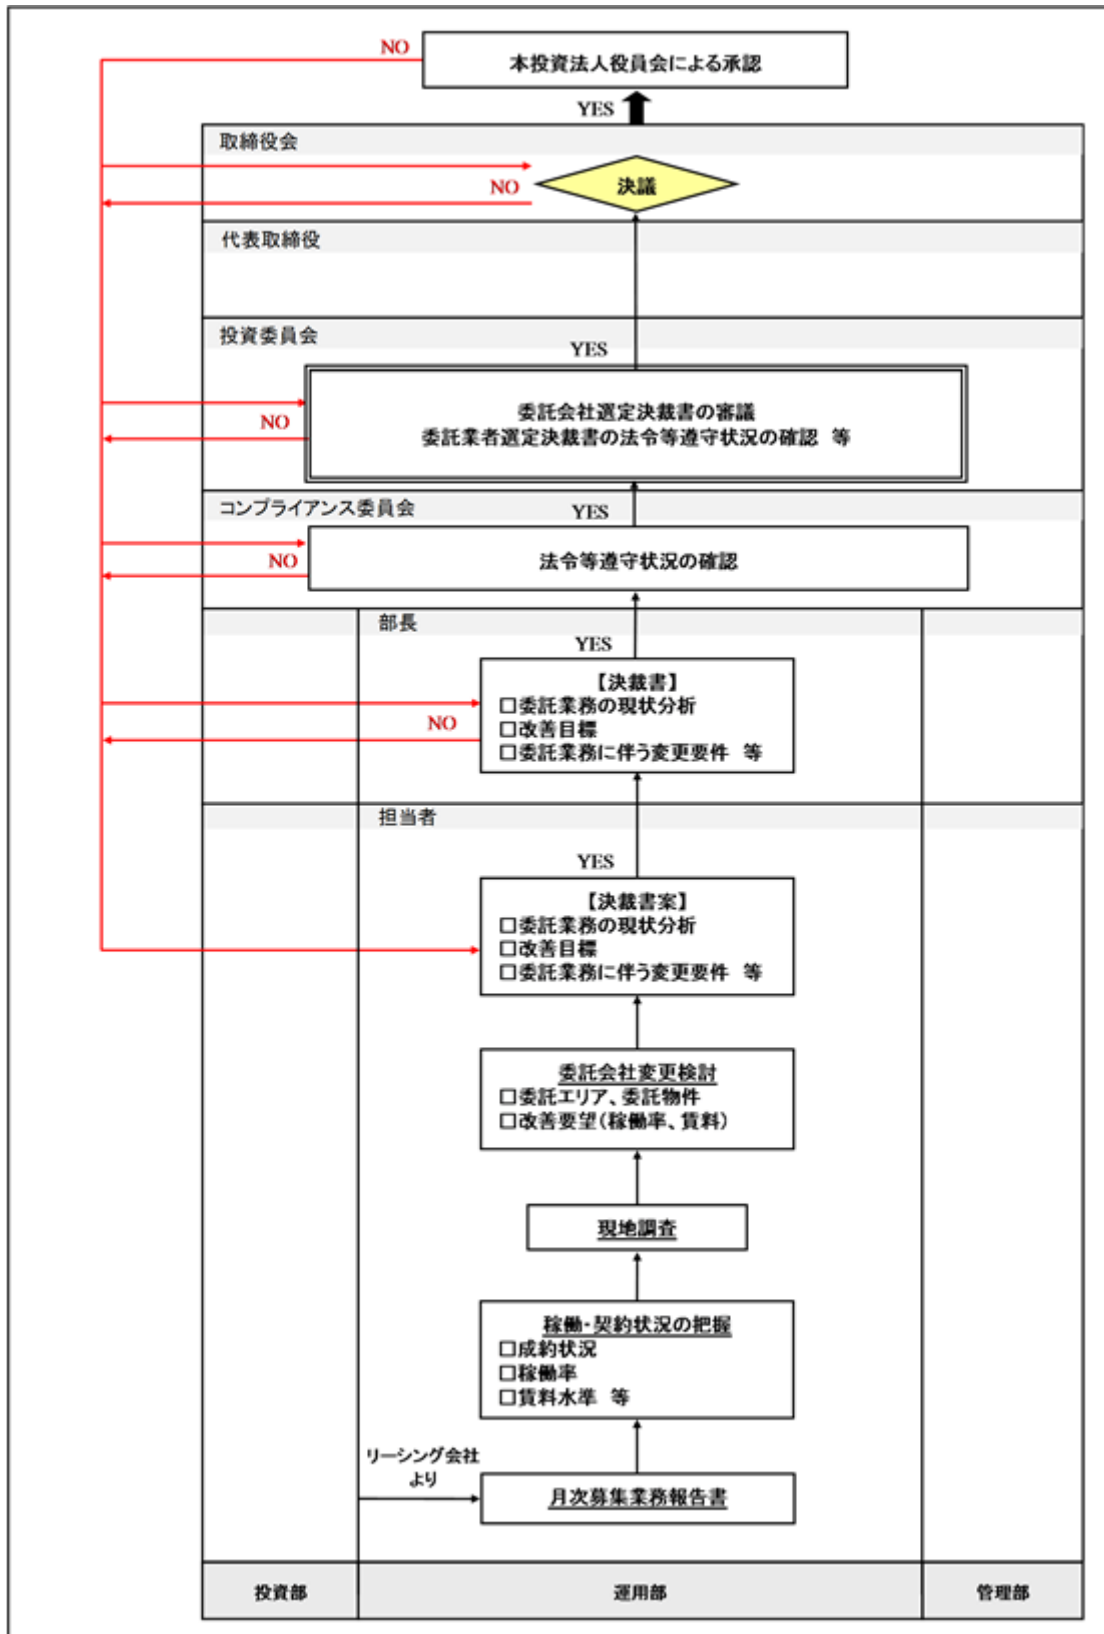 NO
本投資法人役員会による承認
YES
取締役会
NO
決議
代表取締役
投資委員会
YES
委託会社選定決裁書の審議
委託業者選定決裁書の法令等遵守状況の確認 等
NO
コンプライアンス委員会
YES
NO
法令等遵守状況の確認
部長
YES
【決裁書】
□委託業務の現状分析
□改善目標
□委託業務に伴う変更要件 等
NO
担当者
YES
【決裁書案】
□委託業務の現状分析
□改善目標
□委託業務に伴う変更要件 等
委託会社変更検討
□委託エリア、委託物件
□改善要望(稼働率、賃料)
現地調査
稼働・契約状況の把握
□成約状況
□稼働率
□賃料水準 等
リーシング会社
より
月次募集業務報告書
投資部 運用部 管理部